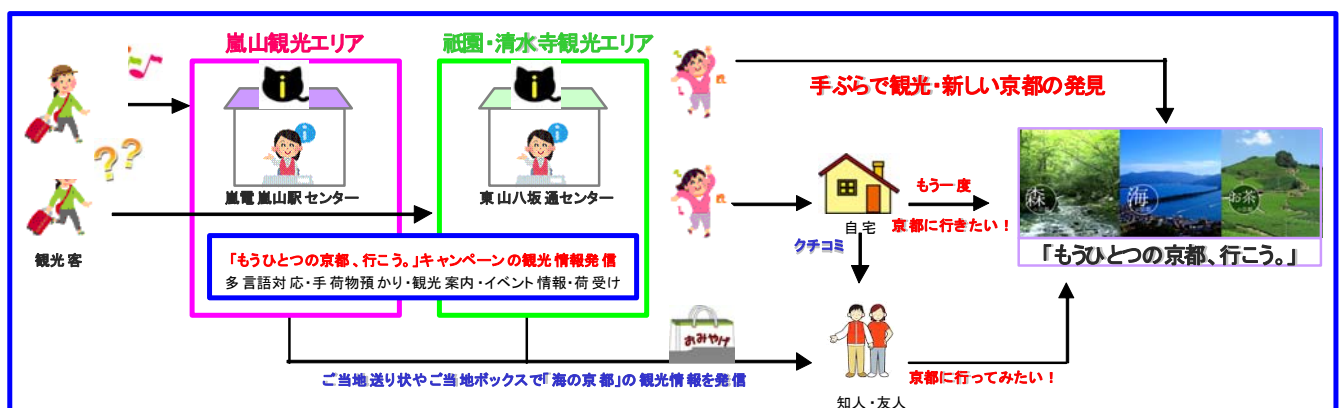 嵐山観光エリア
祇園・清水寺観光エリア
手ぶらで観光・新しい京都の発見
i
i
i
i
??
嵐電嵐山駅センター
東山八坂通センター
観光客
「もうひとつの京都、行こう。」キャンペーンの観光情報発信
多言語対応・手荷物預かり・観光案内・イベント情報・荷受け
自宅
もう一度
京都に行きたい！
クチコミ
森
海
お茶
「もうひとつの京都、行こう。」
おみやげ
ご当地送り状やご当地ボックスで「海の京都」の観光情報を発信
京都に行ってみたい！
知人・友人